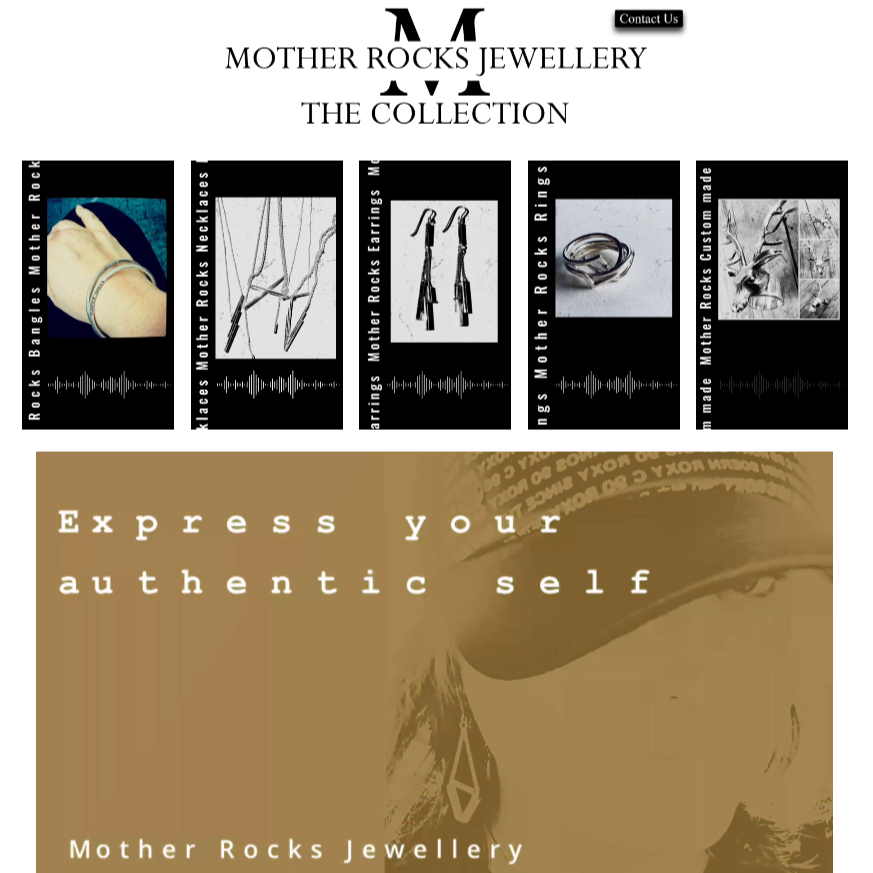 Contact Us
M
MOTHER ROCKS JEWELLERY
THE COLLECTION
Rocks Bangles Mother Rock
klaces Mother Rocks Necklaces
arrings Mother Rocks Earrings Mo
ngs Mother Rocks Rings
m made Mother Rocks Custom made
Express your
authentic self
Mother Rocks Jewellery